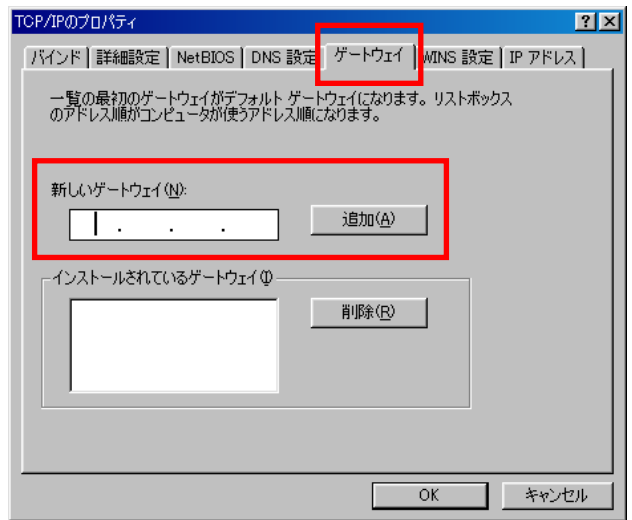 TCP/IPのプロパティ
バインド 詳細設定 NetBIOS DNS 設定 ゲートウェイ WINS 設定 IP アドレス
一覧の最初のゲートウェイがデフォルト ゲートウェイになります。リストボックス
のアドレス順がコンピュータが使うアドレス順になります。
新しいゲートウェイ(N):
. . .
追加(A)
インストールされているゲートウェイ(I)
削除(R)
OK キャンセル